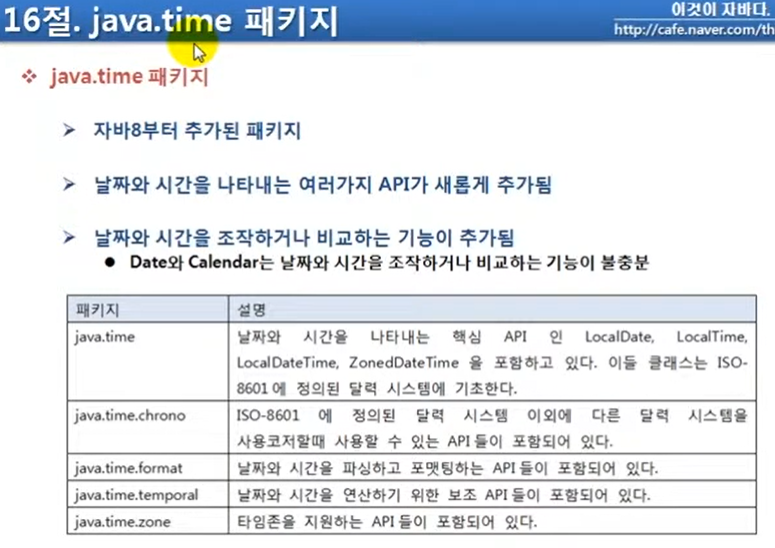 16절. java.time 패키지
이것이 자바다.
http://cafe.naver.com/th
❖ java.time 패키지
➢ 자바8부터 추가된 패키지
➢ 날짜와 시간을 나타내는 여러가지 API가 새롭게 추가됨
➢ 날짜와 시간을 조작하거나 비교하는 기능이 추가됨
● Date와 Calendar는 날짜와 시간을 조작하거나 비교하는 기능이 불충분
패키지 설명
java.time 날짜와 시간을 나타내는 핵심 API 인 LocalDate, LocalTime,
LocalDateTime, ZonedDateTime 을 포함하고 있다. 이들 클래스는 ISO-
8601 에 정의된 달력 시스템에 기초한다.
java.time.chrono ISO-8601 에 정의된 달력 시스템 이외에 다른 달력 시스템을
사용코저할때 사용할 수 있는 API 들이 포함되어 있다.
java.time.format 날짜와 시간을 파싱하고 포맷팅하는 API 들이 포함되어 있다.
java.time.temporal 날짜와 시간을 연산하기 위한 보조 API 들이 포함되어 있다.
java.time.zone 타임존을 지원하는 API 들이 포함되어 있다.